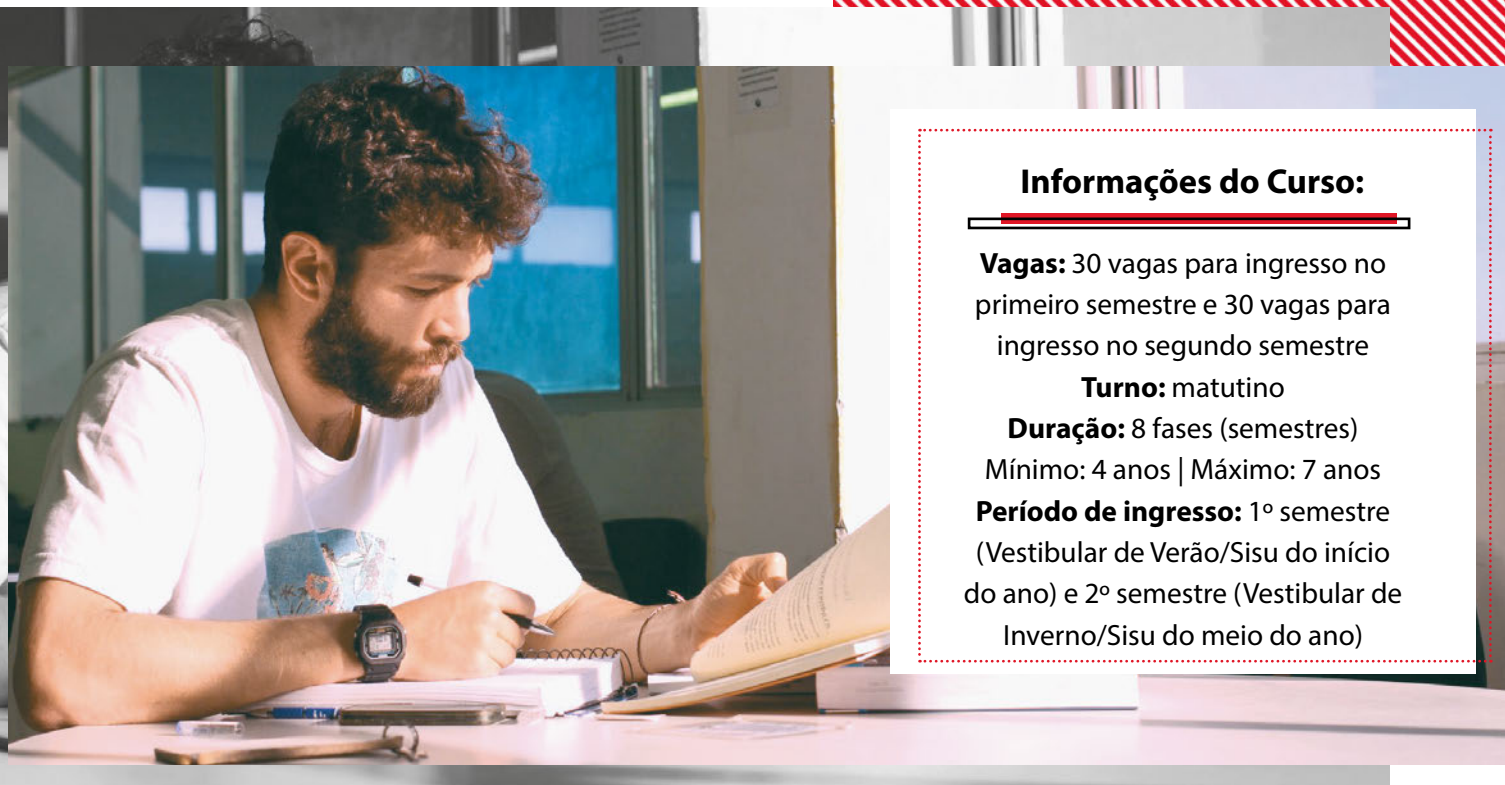 Informações do Curso:
Vagas: 30 vagas para ingresso no
primeiro semestre e 30 vagas para
ingresso no segundo semestre
Turno: matutino
Duração: 8 fases (semestres)
Mínimo: 4 anos | Máximo: 7 anos
Período de ingresso: 1º semestre
(Vestibular de Verão/Sisu do início
do ano) e 2º semestre (Vestibular de
Inverno/Sisu do meio do ano)